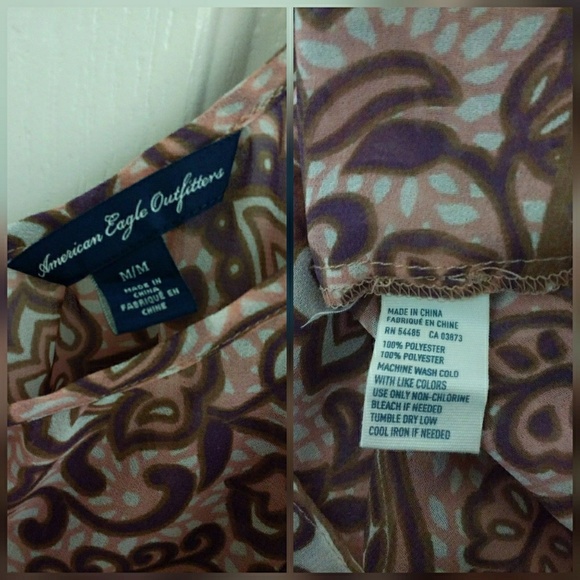 American Eagle Outfitters
M/M
MADE IN
CHINA
FABRIQUÉ EN
CHINE
MADE IN CHINA
FABRIQUÉ EN CHINE
RN 54485 CA 03873
100% POLYESTER
100% POLYESTER
MACHINE WASH COLD
WITH LIKE COLORS
USE ONLY NON-CHLORINE
BLEACH IF NEEDED
TUMBLE DRY LOW
COOL IRON IF NEEDED